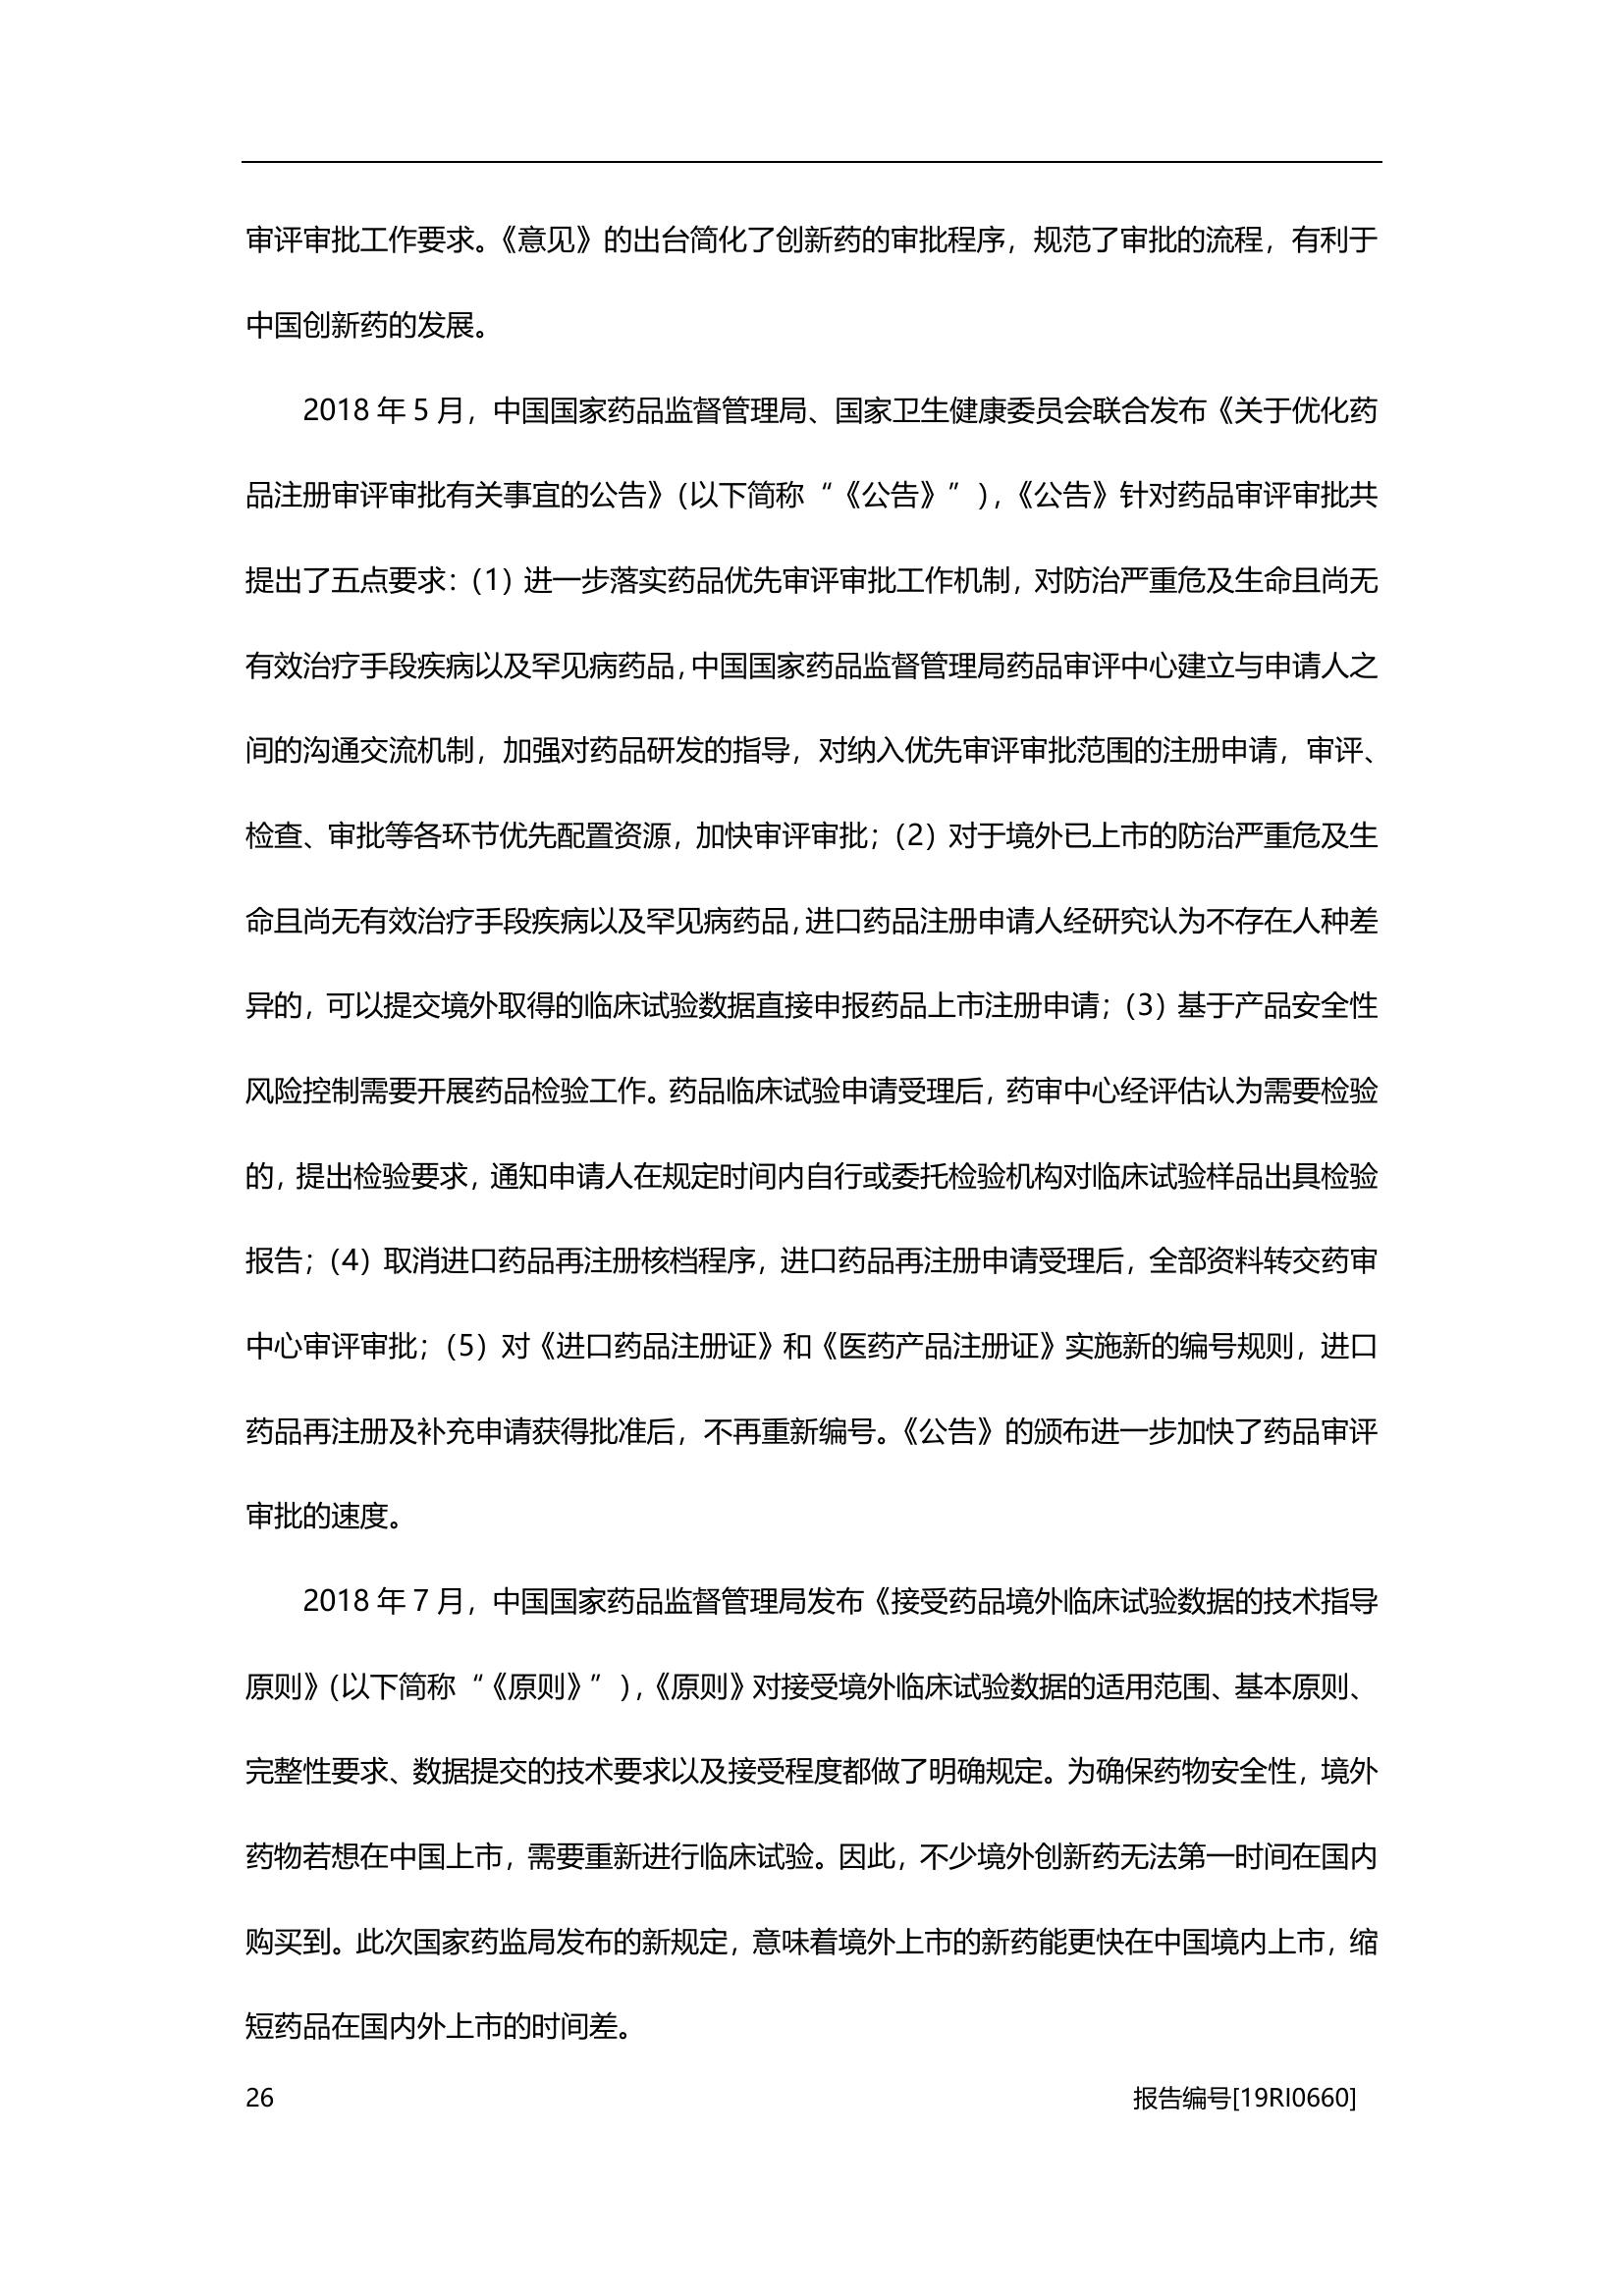 审评审批工作要求。《意见》的出台简化了创新药的审批程序，规范了审批的流程，有利于
中国创新药的发展。
2018 年 5 月，中国国家药品监督管理局、国家卫生健康委员会联合发布《关于优化药
品注册审评审批有关事宜的公告》（以下简称“《公告》”），《公告》针对药品审评审批共
提出了五点要求：（1）进一步落实药品优先审评审批工作机制，对防治严重危及生命且尚无
有效治疗手段疾病以及罕见病药品，中国国家药品监督管理局药品审评中心建立与申请人之
间的沟通交流机制，加强对药品研发的指导，对纳入优先审评审批范围的注册申请，审评、
检查、审批等各环节优先配置资源，加快审评审批；（2）对于境外已上市的防治严重危及生
命且尚无有效治疗手段疾病以及罕见病药品，进口药品注册申请人经研究认为不存在人种差
异的，可以提交境外取得的临床试验数据直接申报药品上市注册申请；（3）基于产品安全性
风险控制需要开展药品检验工作。药品临床试验申请受理后，药审中心经评估认为需要检验
的，提出检验要求，通知申请人在规定时间内自行或委托检验机构对临床试验样品出具检验
报告；（4）取消进口药品再注册核档程序，进口药品再注册申请受理后，全部资料转交药审
中心审评审批；（5）对《进口药品注册证》和《医药产品注册证》实施新的编号规则，进口
药品再注册及补充申请获得批准后，不再重新编号。《公告》的颁布进一步加快了药品审评
审批的速度。
2018 年 7 月，中国国家药品监督管理局发布《接受药品境外临床试验数据的技术指导
原则》（以下简称“《原则》”），《原则》对接受境外临床试验数据的适用范围、基本原则、
完整性要求、数据提交的技术要求以及接受程度都做了明确规定。为确保药物安全性，境外
药物若想在中国上市，需要重新进行临床试验。因此，不少境外创新药无法第一时间在国内
购买到。此次国家药监局发布的新规定，意味着境外上市的新药能更快在中国境内上市，缩
短药品在国内外上市的时间差。
26 报告编号[19RI0660]